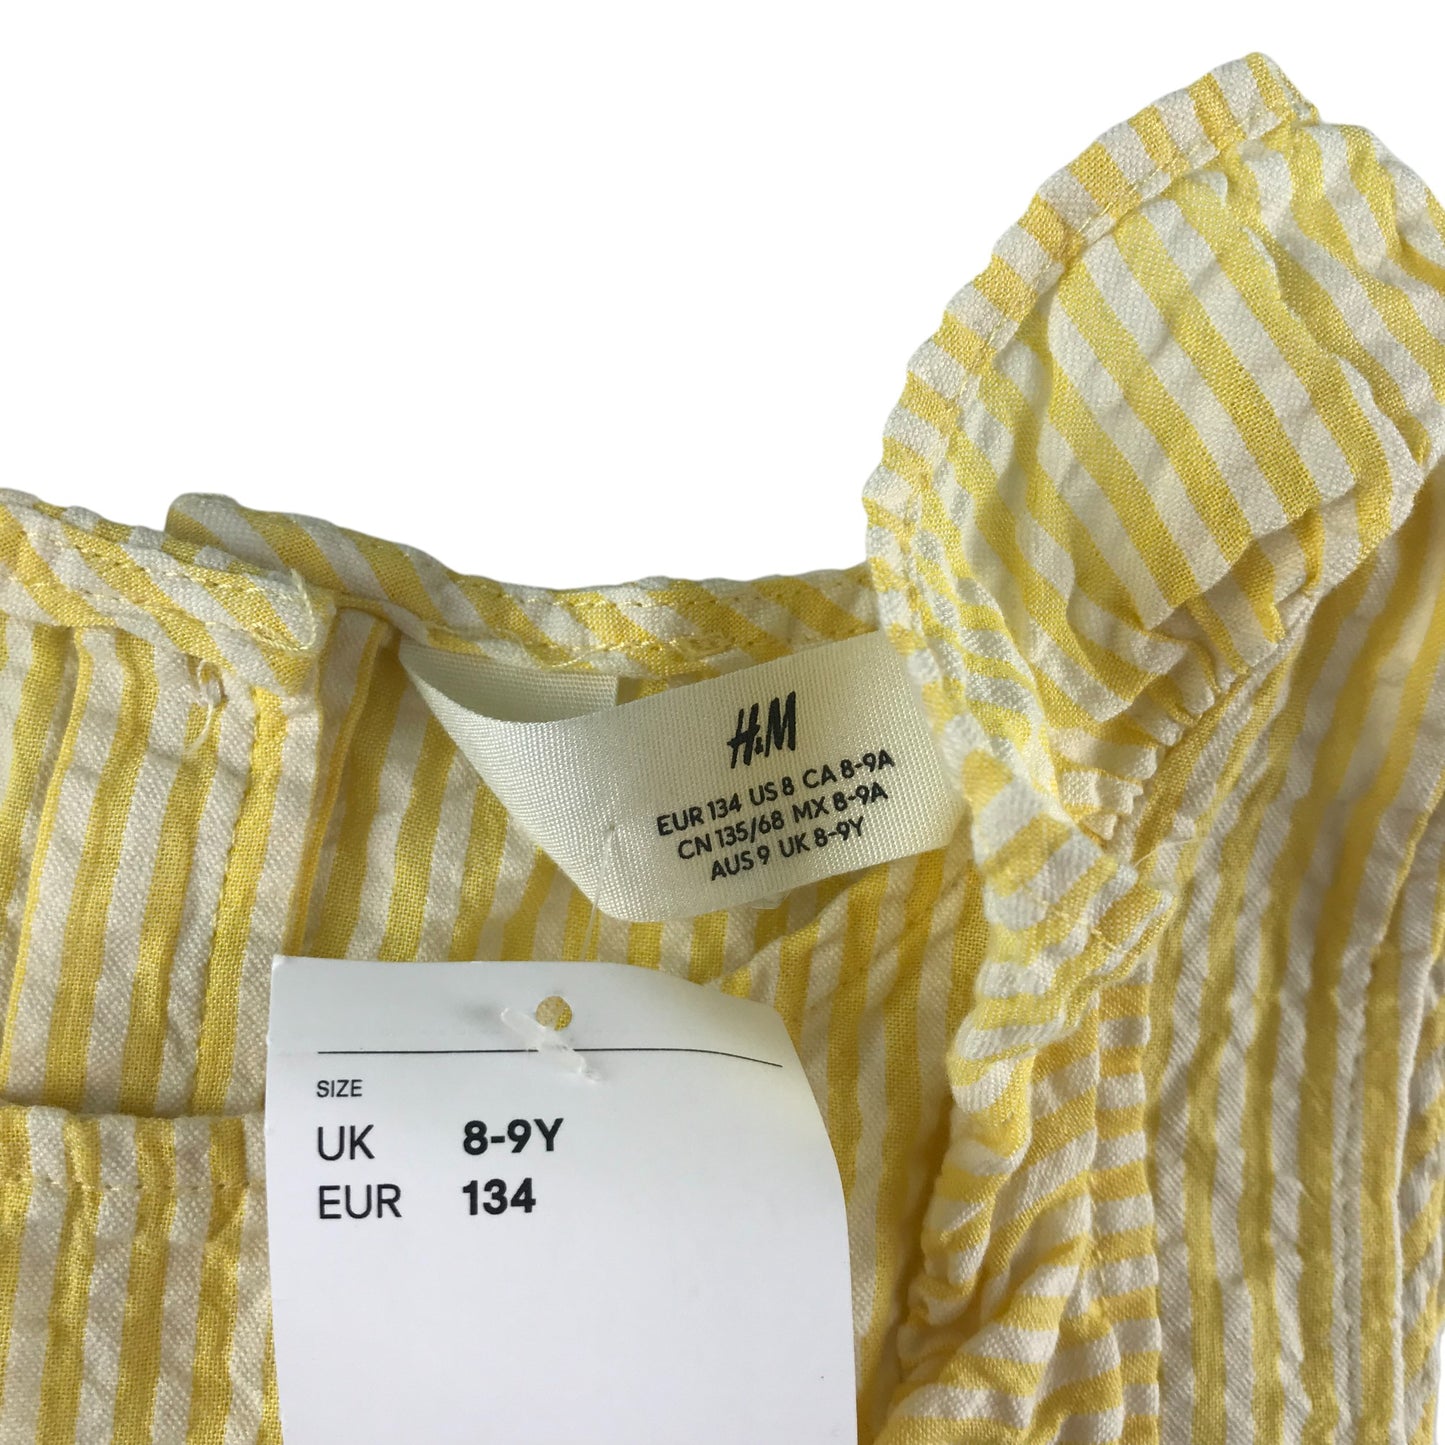 H&M
EUR 134 US 8 CA 8-9A
CN 135/68 MX 8-9A
AUS 9 UK 8-9Y
SIZE
UK 8-9Y
EUR 134